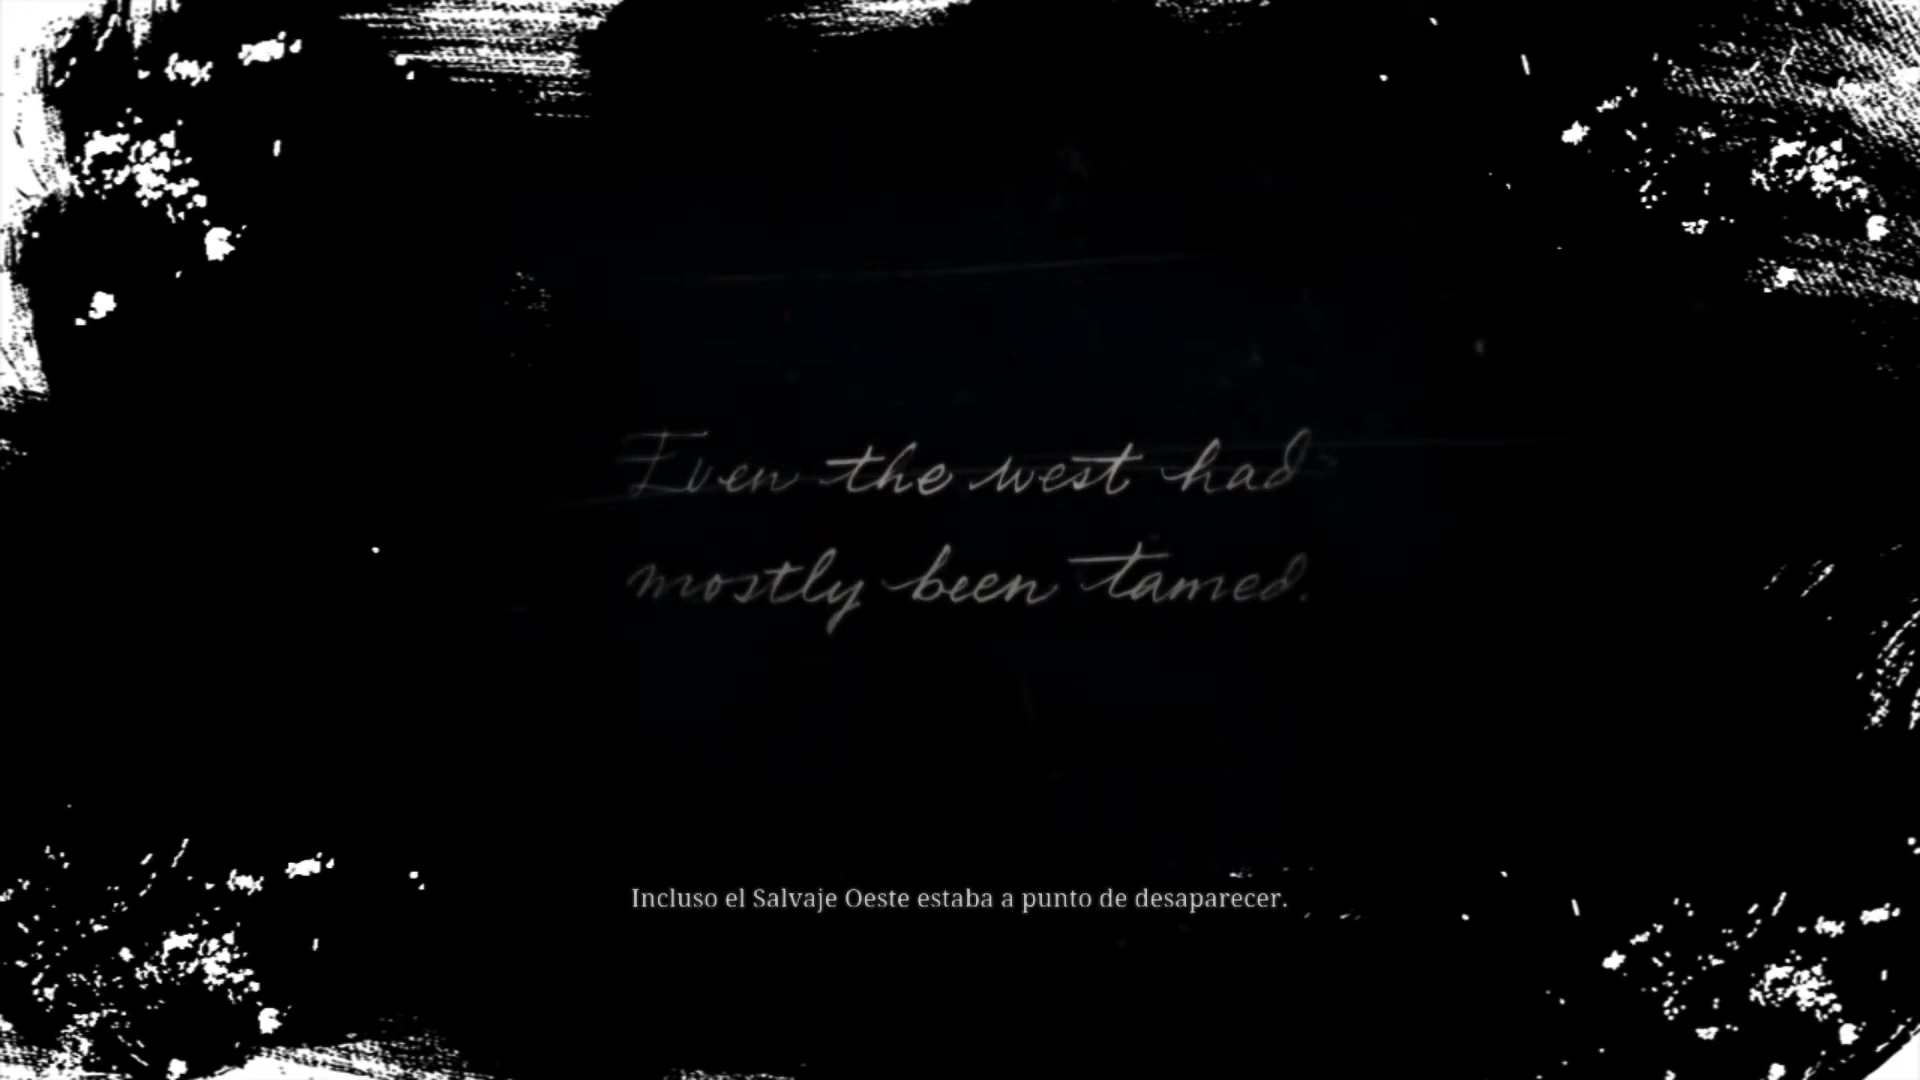 Even the west had
mostly been tamed.
Incluso el Salvaje Oeste estaba a punto de desaparecer.